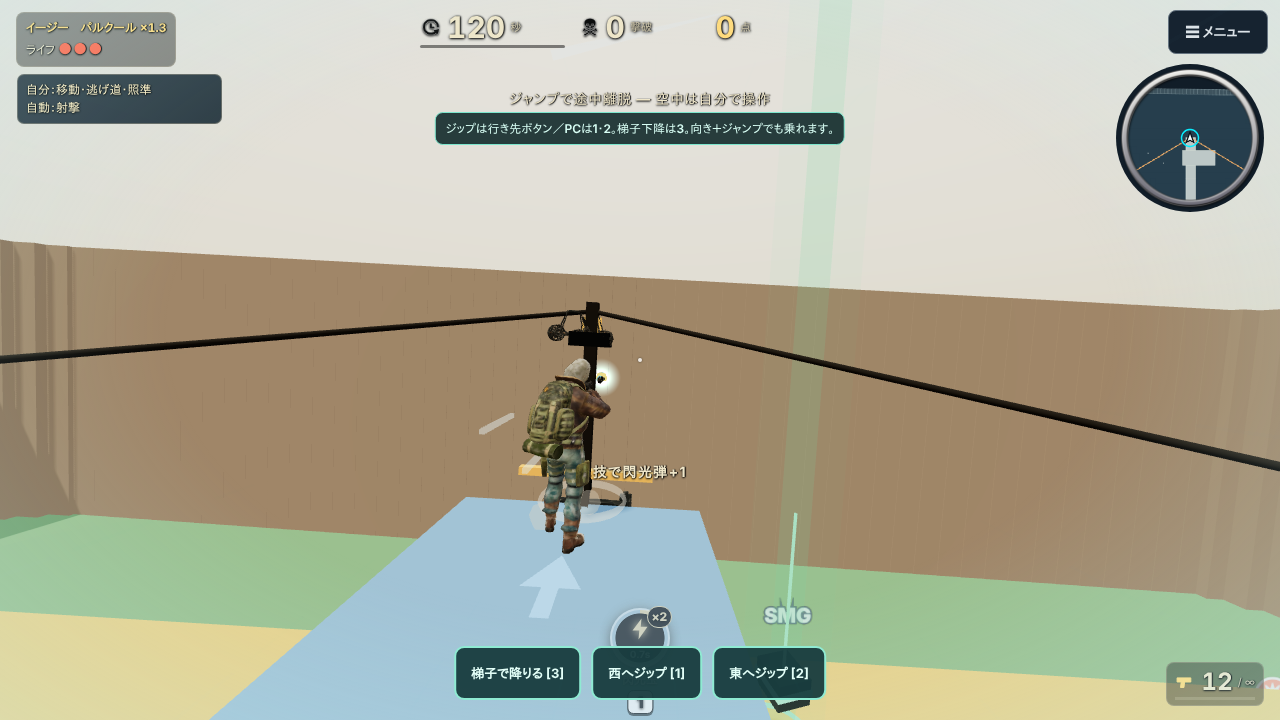 イージー　パルクール ×1.3
ライフ
自分：移動・逃げ道・照準
自動：射撃
120 秒
0 撃破
0 点
メニュー
ジャンプで途中離脱 — 空中は自分で操作
ジップは行き先ボタン／PCは1・2。梯子下降は3。向き＋ジャンプでも乗れます。
技で閃光弾+1
SMG
×2
梯子で降りる [3]
西へジップ [1]
東へジップ [2]
1
12 / ∞